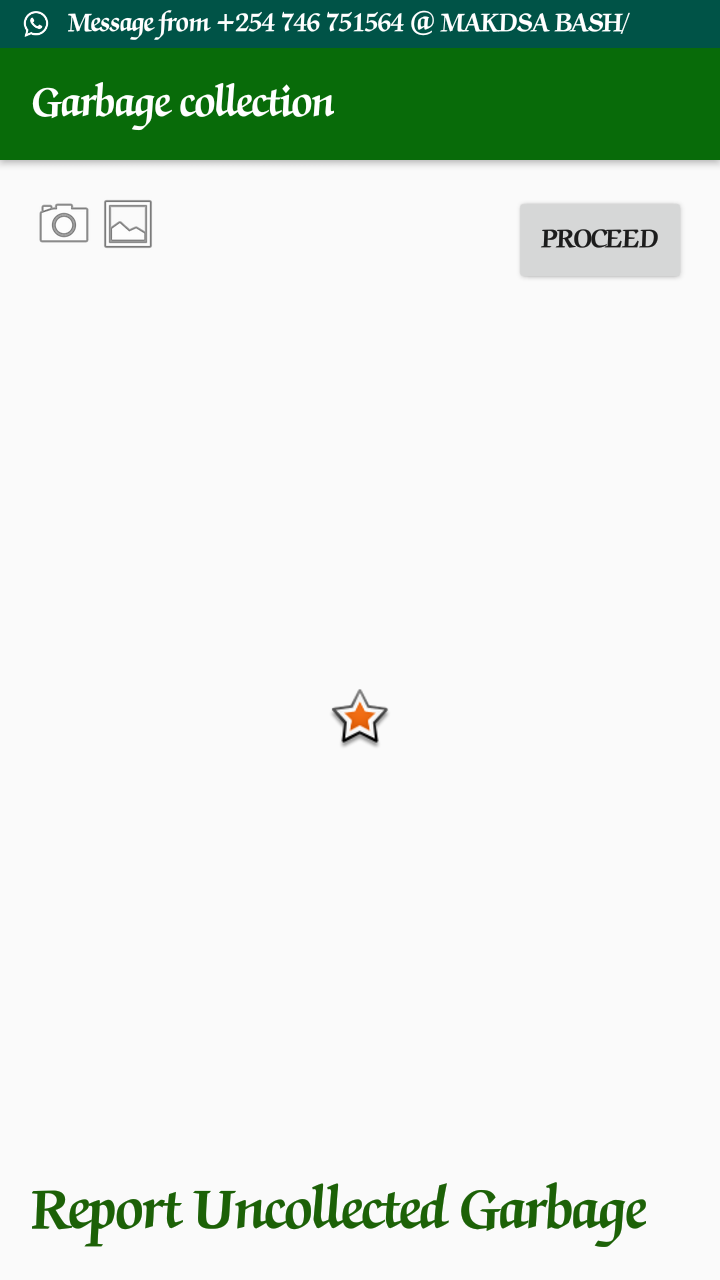 Message from +254 746 751564 @ MAKDSA BASH/
Garbage collection
PROCEED
Report Uncollected Garbage